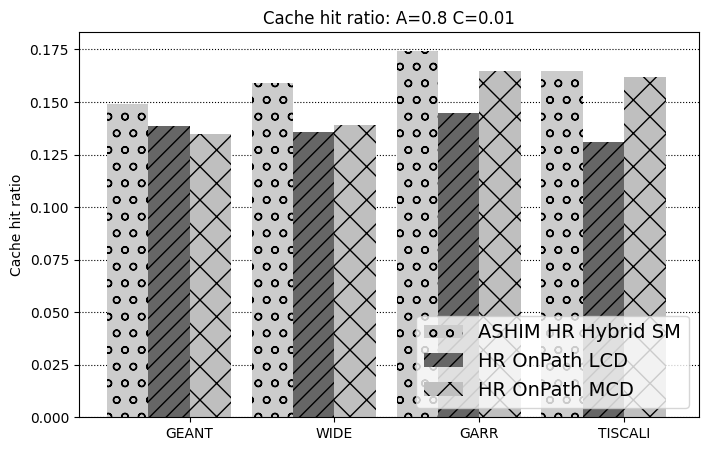 Cache hit ratio: A=0.8 C=0.01
Cache hit ratio
0.175
0.150
0.125
0.100
0.075
0.050
0.025
0.000
ASHIM HR Hybrid SM
HR OnPath LCD
HR OnPath MCD
GEANT
WIDE
GARR
TISCALI